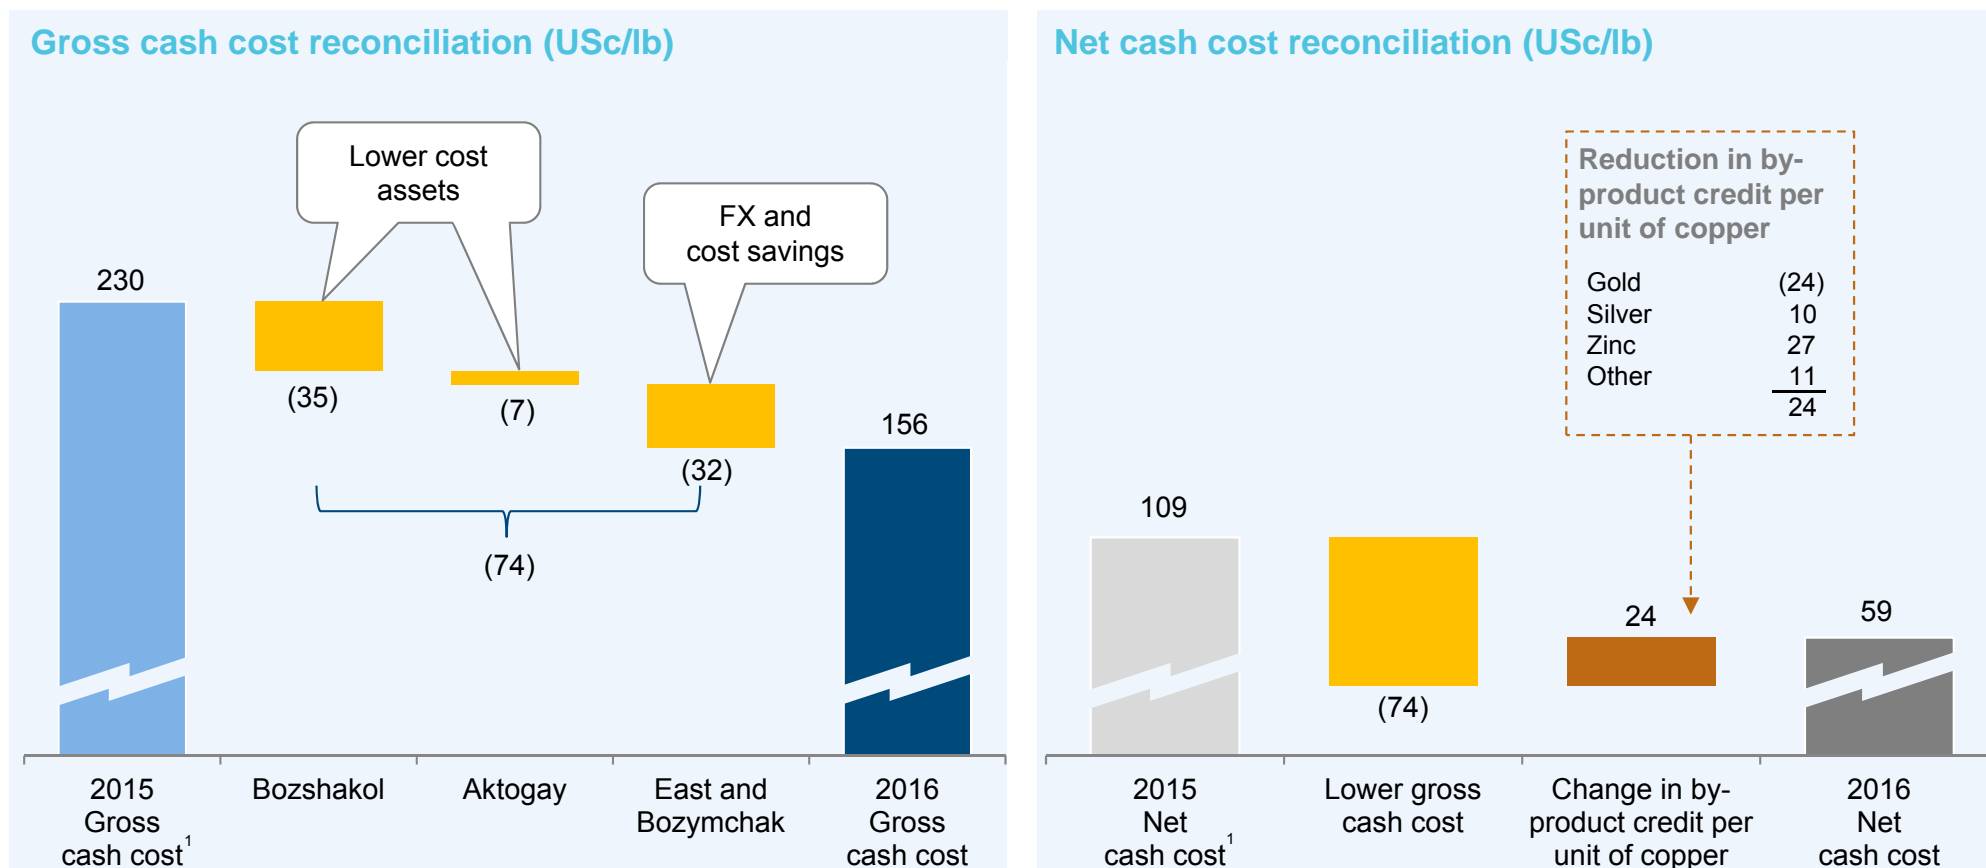 Gross cash cost reconciliation (USc/lb)
Lower cost
assets
FX and
cost savings
230
(35)
(7)
(32)
156
(74)
2015
Gross
cash cost1
Bozshakol
Aktogay
East and
Bozymchak
2016
Gross
cash cost
Net cash cost reconciliation (USc/lb)
Reduction in by-
product credit per
unit of copper
Gold (24)
Silver 10
Zinc 27
Other 11
24
109
(74)
24
59
2015
Net
cash cost1
Lower gross
cash cost
Change in by-
product credit per
unit of copper
2016
Net
cash cost